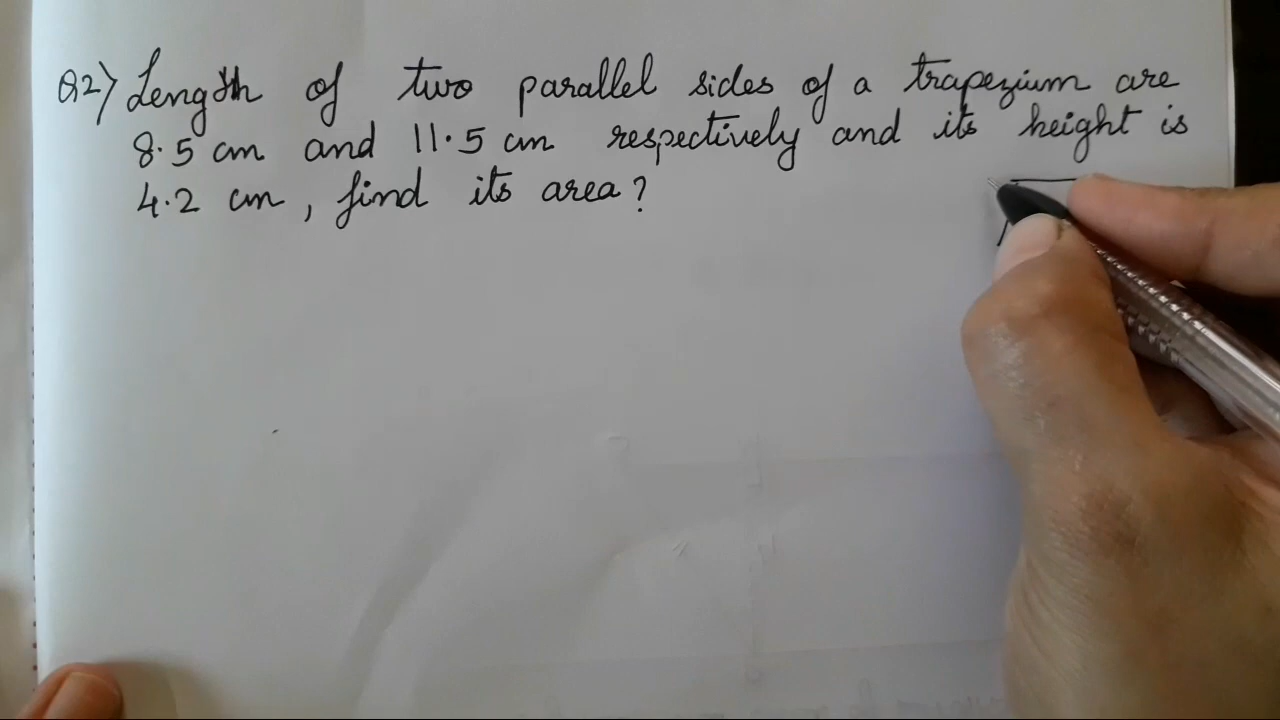 Q2) Length of two parallel sides of a trapezium are
8.5 cm and 11.5 cm respectively and its height is
4.2 cm, find its area?